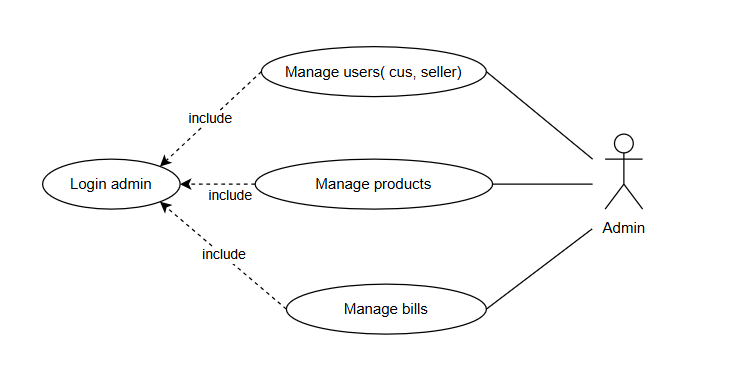 Manage users( cus, seller)
include
Login admin
Manage products
include
Admin
include
Manage bills